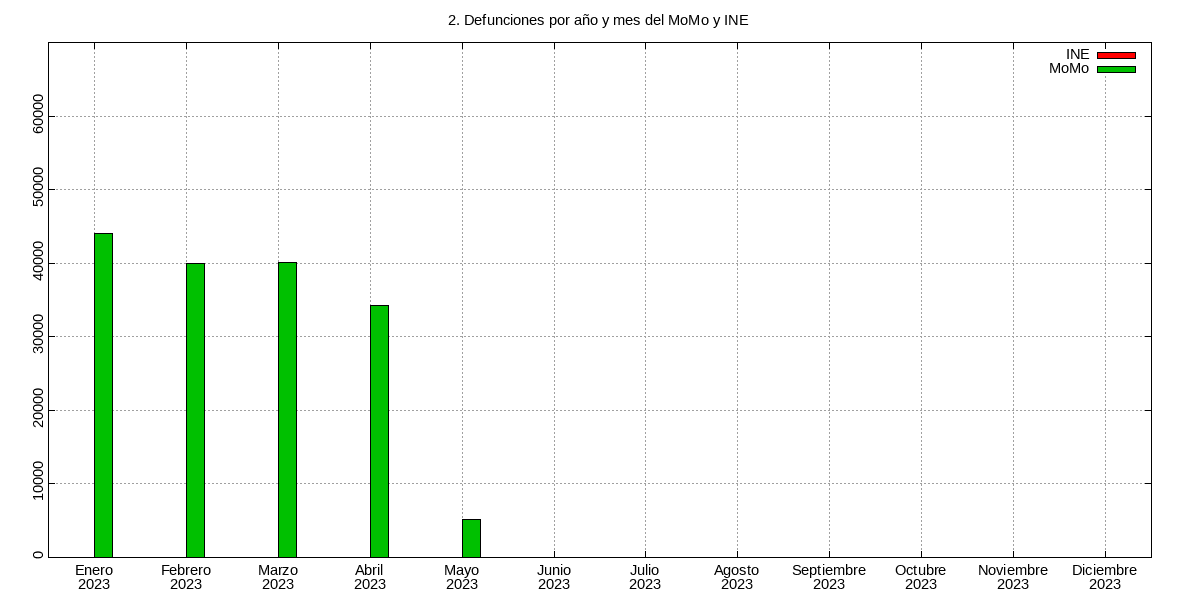 2. Defunciones por año y mes del MoMo y INE
INE
MoMo
60000
50000
40000
30000
20000
10000
0
Enero Febrero Marzo Abril Mayo Junio Julio Agosto Septiembre Octubre Noviembre Diciembre
2023 2023 2023 2023 2023 2023 2023 2023 2023 2023 2023 2023